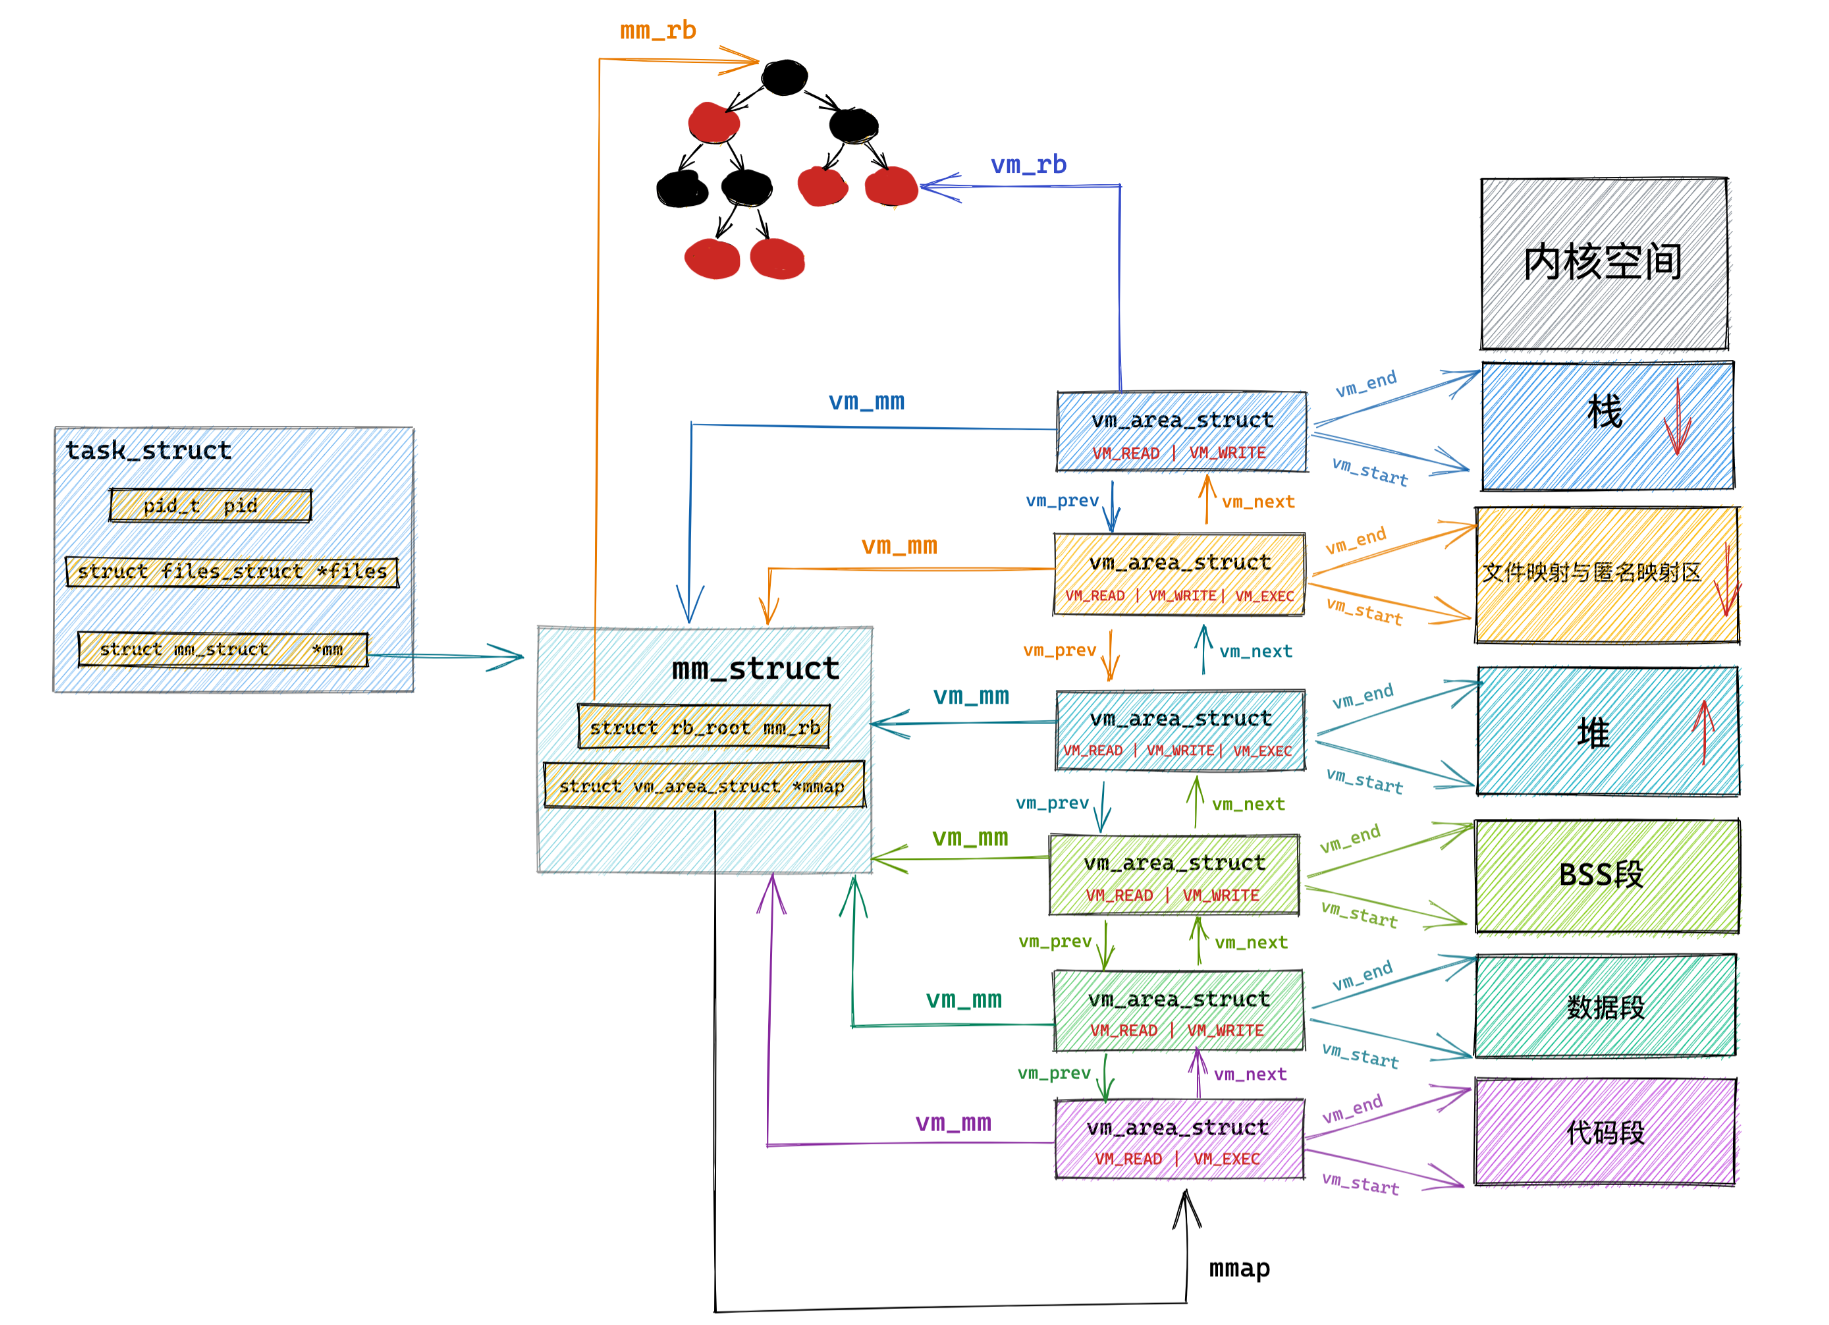 mm_rb
vm_rb
内核空间
task_struct
pid_t  pid
struct files_struct *files
struct mm_struct    *mm
mm_struct
struct rb_root mm_rb
struct vm_area_struct *mmap
vm_mm
vm_area_struct
VM_READ | VM_WRITE
vm_end
vm_start
栈
vm_prev
vm_next
vm_mm
vm_area_struct
VM_READ | VM_WRITE| VM_EXEC
vm_end
vm_start
文件映射与匿名映射区
vm_prev
vm_next
vm_mm
vm_area_struct
VM_READ | VM_WRITE| VM_EXEC
vm_end
vm_start
堆
vm_prev
vm_next
vm_mm
vm_area_struct
VM_READ | VM_WRITE
vm_end
vm_start
BSS段
vm_prev
vm_next
vm_mm
vm_area_struct
VM_READ | VM_WRITE
vm_end
vm_start
数据段
vm_prev
vm_next
vm_mm
vm_area_struct
VM_READ | VM_EXEC
vm_end
vm_start
代码段
mmap